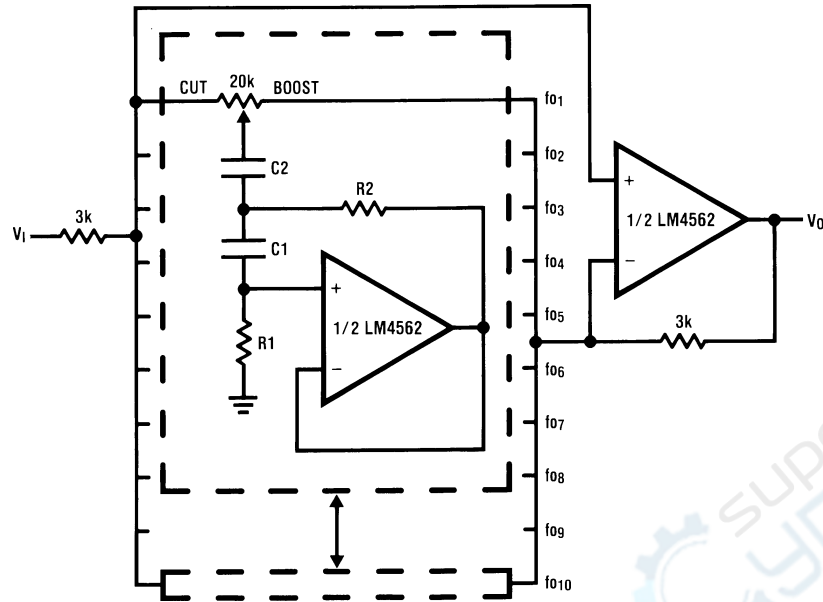 CUT 20k BOOST
fo1
C2
R2
fo2
fo3
3k
Vi
C1
R1
+
1/2 LM4562
−
fo4
fo5
fo6
fo7
fo8
fo9
fo10
+
1/2 LM4562
−
Vo
3k